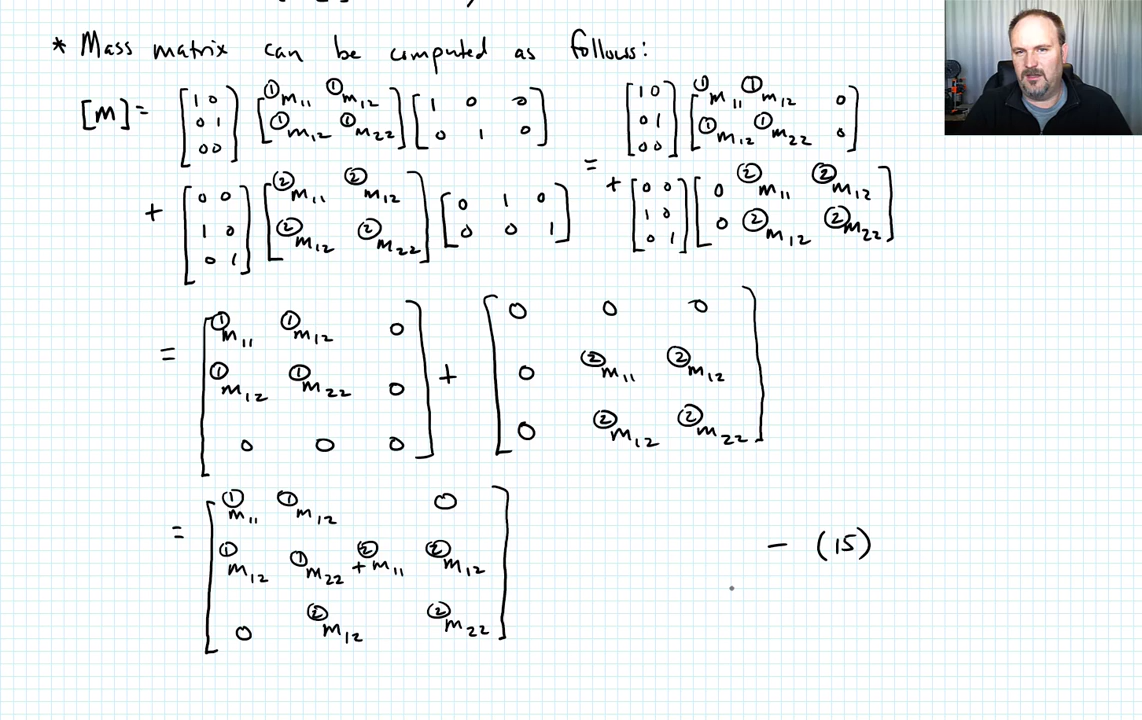 * Mass matrix can be computed as follows:
[M] = [1 0; 0 1; 0 0] [①m₁₁ ①m₁₂; ①m₁₂ ①m₂₂] [1 0 0; 0 1 0]
+ [0 0; 1 0; 0 1] [②m₁₁ ②m₁₂; ②m₁₂ ②m₂₂] [0 1 0; 0 0 1]
= [1 0; 0 1; 0 0] [①m₁₁ ①m₁₂ 0; ①m₁₂ ①m₂₂ 0]
+ [0 0; 1 0; 0 1] [0 ②m₁₁ ②m₁₂; 0 ②m₁₂ ②m₂₂]
= [①m₁₁ ①m₁₂ 0; ①m₁₂ ①m₂₂ 0; 0 0 0] + [0 0 0; 0 ②m₁₁ ②m₁₂; 0 ②m₁₂ ②m₂₂]
= [①m₁₁ ①m₁₂ 0; ①m₁₂ ①m₂₂ + ②m₁₁ ②m₁₂; 0 ②m₁₂ ②m₂₂] – (15)